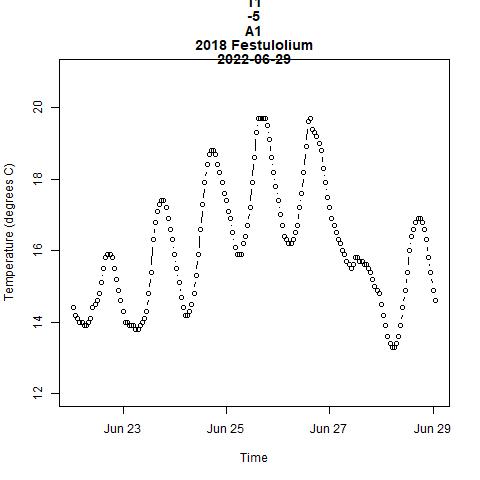 T1
-5
A1
2018 Festulolium
2022-06-29
Temperature (degrees C)
20
18
16
14
12
Jun 23 Jun 25 Jun 27 Jun 29
Time